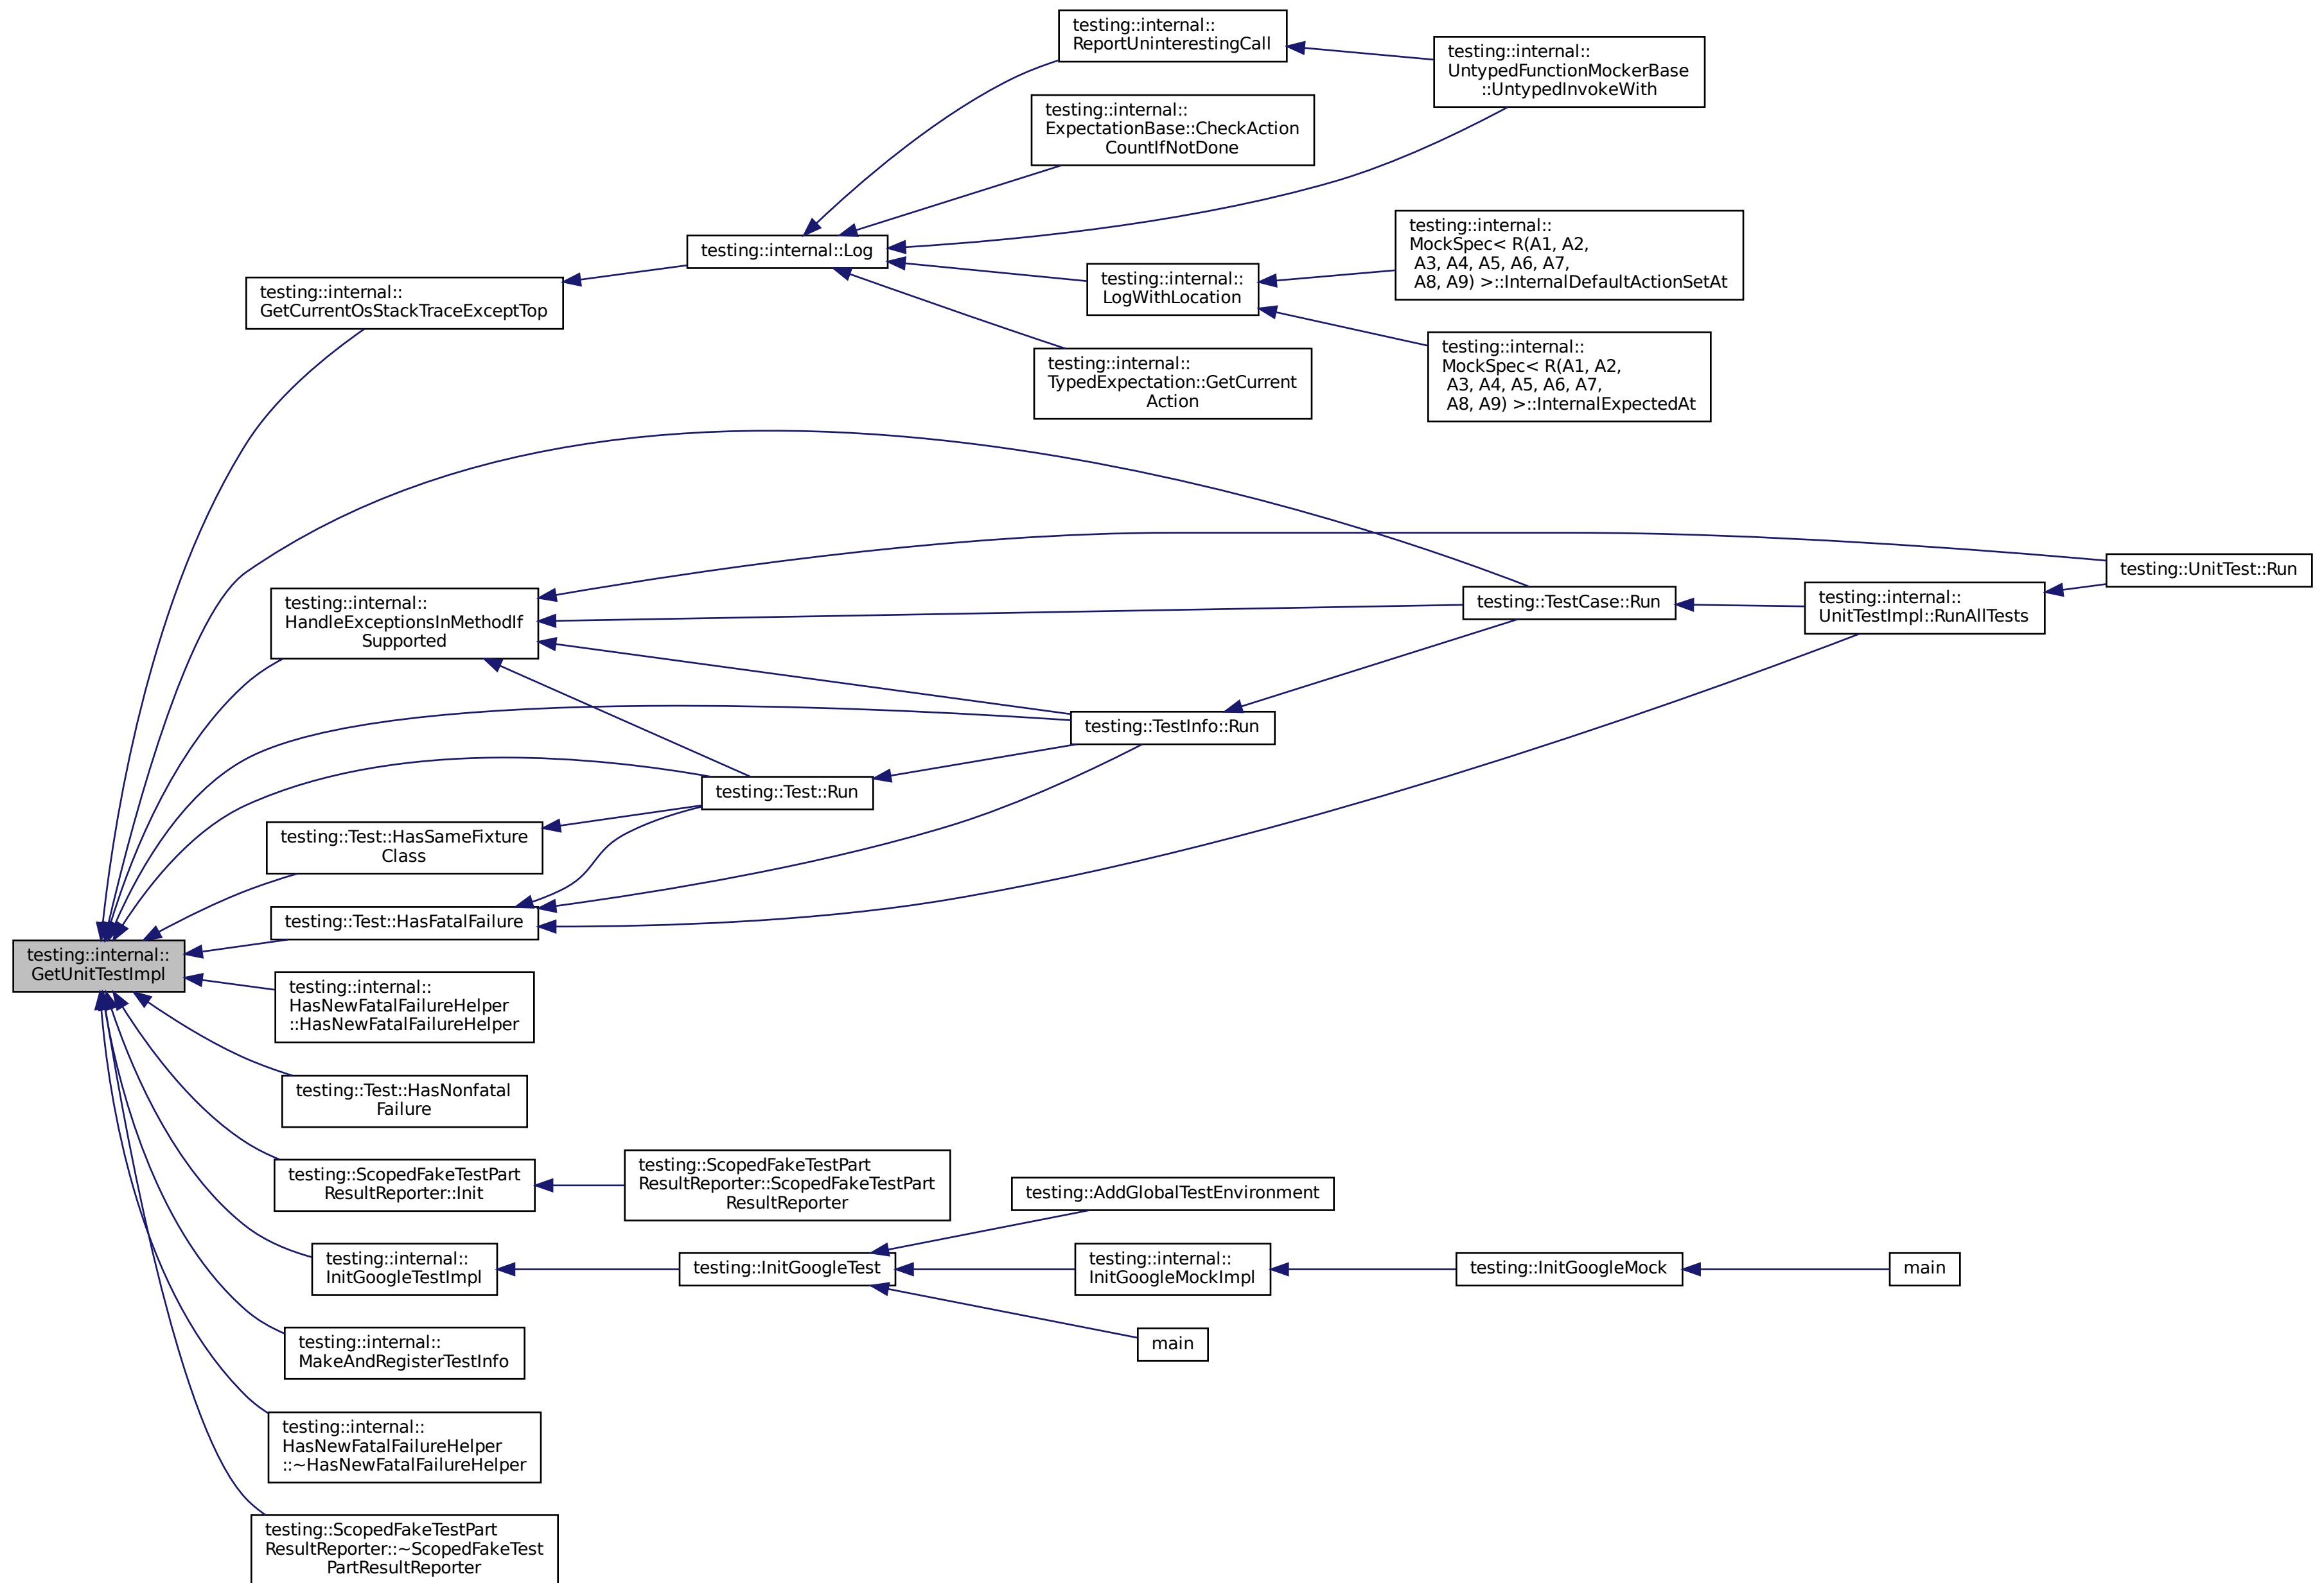 testing::internal::
ReportUninterestingCall
testing::internal::
UntypedFunctionMockerBase
::UntypedInvokeWith
testing::internal::
ExpectationBase::CheckAction
CountIfNotDone
testing::internal::Log
testing::internal::
MockSpec< R(A1, A2,
A3, A4, A5, A6, A7,
A8, A9) >::InternalDefaultActionSetAt
testing::internal::
GetCurrentOsStackTraceExceptTop
testing::internal::
LogWithLocation
testing::internal::
TypedExpectation::GetCurrent
Action
testing::internal::
MockSpec< R(A1, A2,
A3, A4, A5, A6, A7,
A8, A9) >::InternalExpectedAt
testing::UnitTest::Run
testing::internal::
HandleExceptionsInMethodIf
Supported
testing::TestCase::Run
testing::internal::
UnitTestImpl::RunAllTests
testing::TestInfo::Run
testing::Test::Run
testing::Test::HasSameFixture
Class
testing::Test::HasFatalFailure
testing::internal::
GetUnitTestImpl
testing::internal::
HasNewFatalFailureHelper
::HasNewFatalFailureHelper
testing::Test::HasNonfatal
Failure
testing::ScopedFakeTestPart
ResultReporter::Init
testing::ScopedFakeTestPart
ResultReporter::ScopedFakeTestPart
ResultReporter
testing::AddGlobalTestEnvironment
testing::internal::
InitGoogleTestImpl
testing::InitGoogleTest
testing::internal::
InitGoogleMockImpl
testing::InitGoogleMock
main
main
testing::internal::
MakeAndRegisterTestInfo
testing::internal::
HasNewFatalFailureHelper
::~HasNewFatalFailureHelper
testing::ScopedFakeTestPart
ResultReporter::~ScopedFakeTest
PartResultReporter